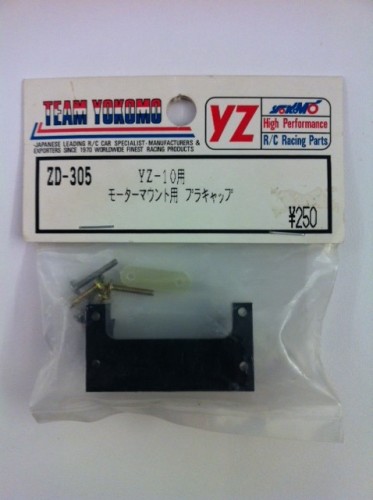 TEAM YOKOMO
JAPANESE LEADING R/C CAR SPECIALIST·MANUFACTURERS &
EXPORTERS SINCE 1970 WORLDWIDE FINEST RACING PRODUCTS
YZ
YOKOMO
High Performance
R/C Racing Parts
ZD-305
YZ-10用
モーターマウント用 プラキャップ
¥250